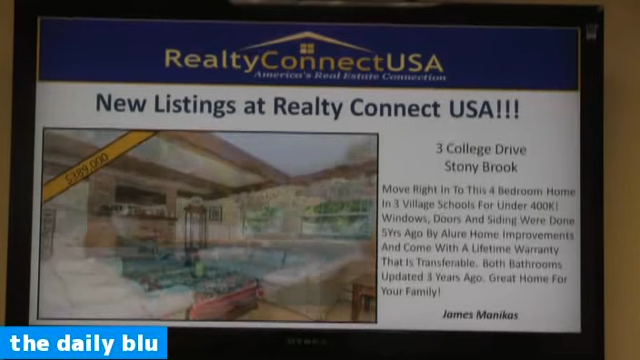 RealtyConnectUSA
America's Real Estate Connection
New Listings at Realty Connect USA!!!
$389,000
3 College Drive
Stony Brook
Move Right In To This 4 Bedroom Home
In 3 Village Schools For Under 400K!
Windows, Doors And Siding Were Done
5Yrs Ago By Alure Home Improvements
And Come With A Lifetime Warranty
That Is Transferable. Both Bathrooms
Updated 3 Years Ago. Great Home For
Your Family!
James Manikas
the daily blu